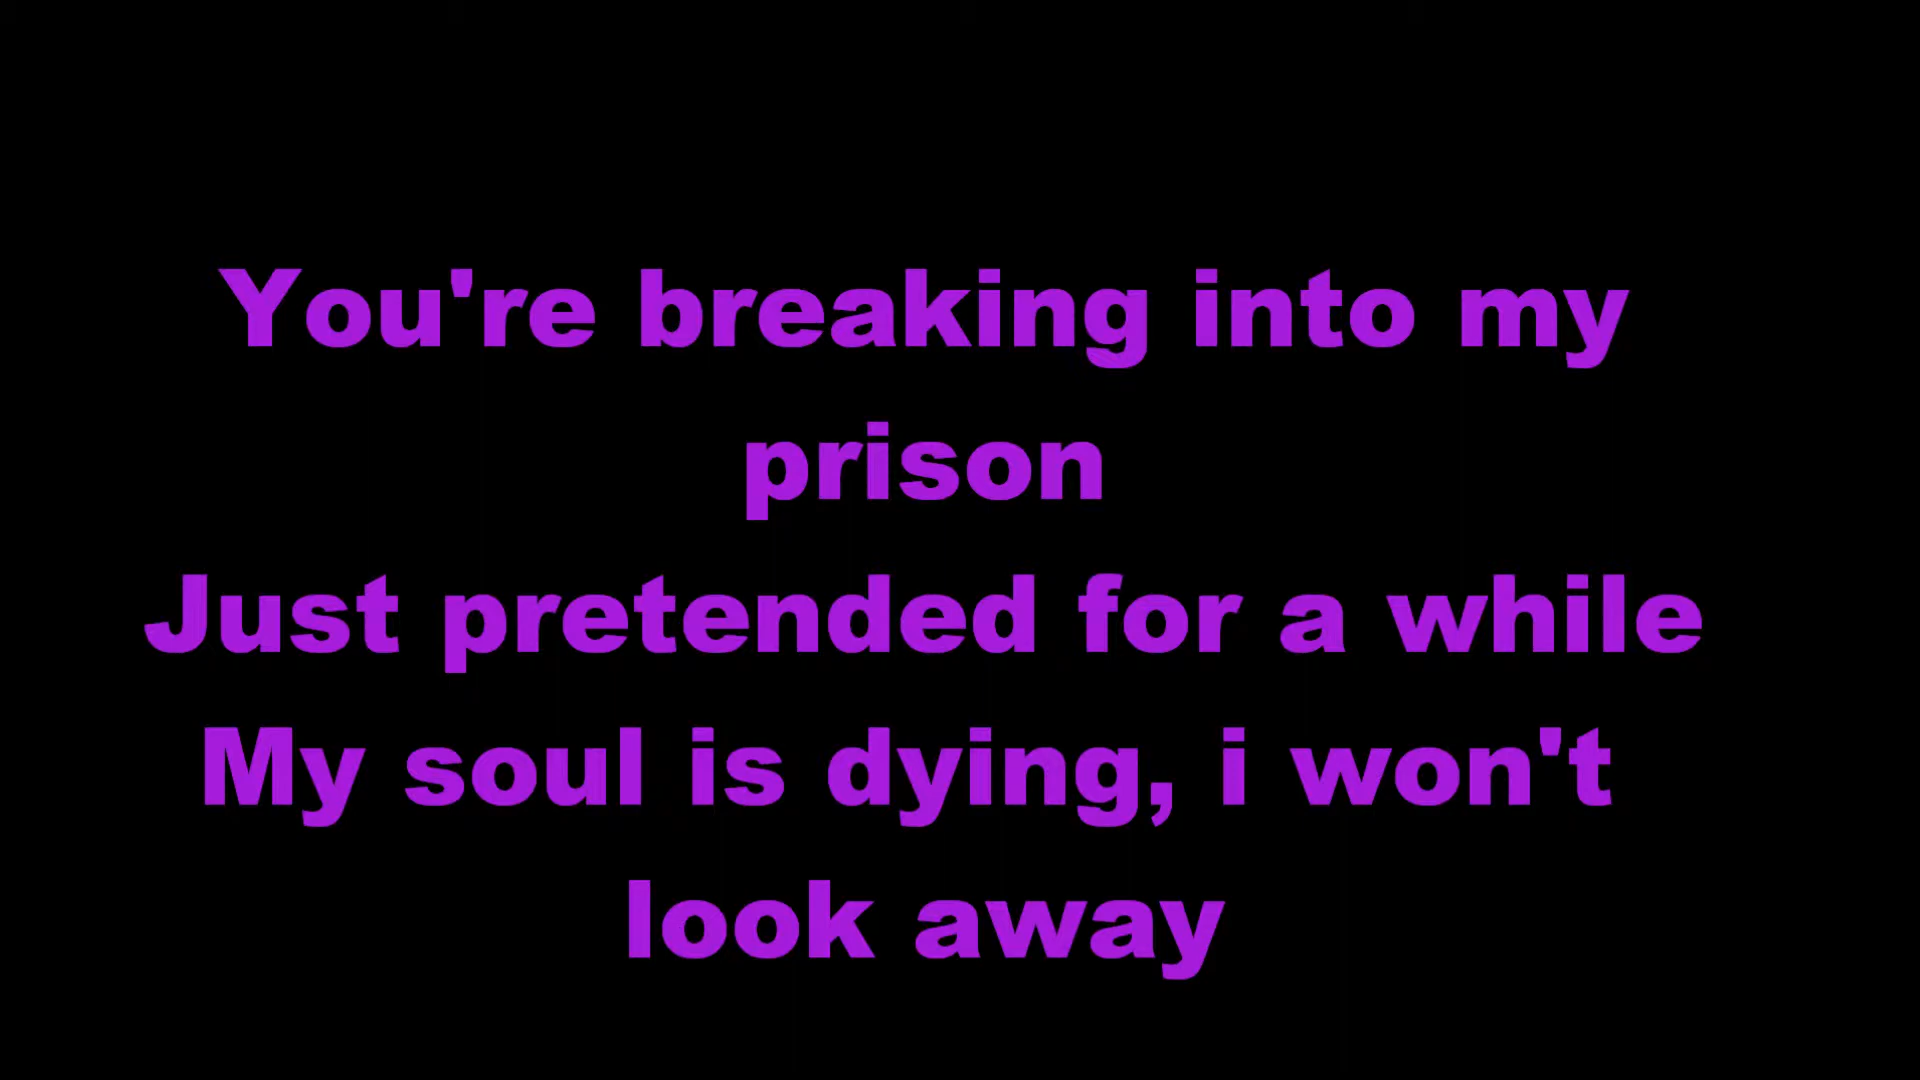 You're breaking into my
prison
Just pretended for a while
My soul is dying, i won't
look away